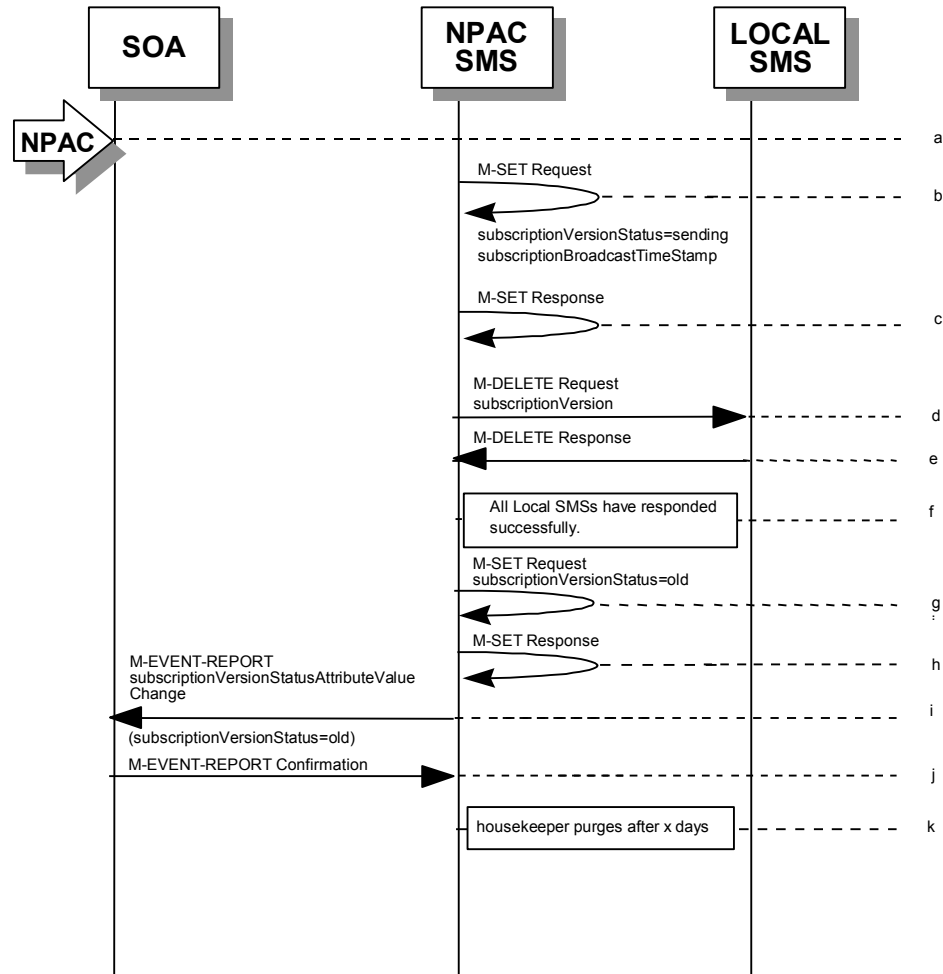 SOA
NPAC
SMS
LOCAL
SMS
NPAC
a
M-SET Request
b
subscriptionVersionStatus=sending
subscriptionBroadcastTimeStamp
M-SET Response
c
M-DELETE Request
subscriptionVersion
d
M-DELETE Response
e
All Local SMSs have responded
successfully.
f
M-SET Request
subscriptionVersionStatus=old
g
M-SET Response
h
M-EVENT-REPORT
subscriptionVersionStatusAttributeValue
Change
i
(subscriptionVersionStatus=old)
M-EVENT-REPORT Confirmation
j
housekeeper purges after x days
k